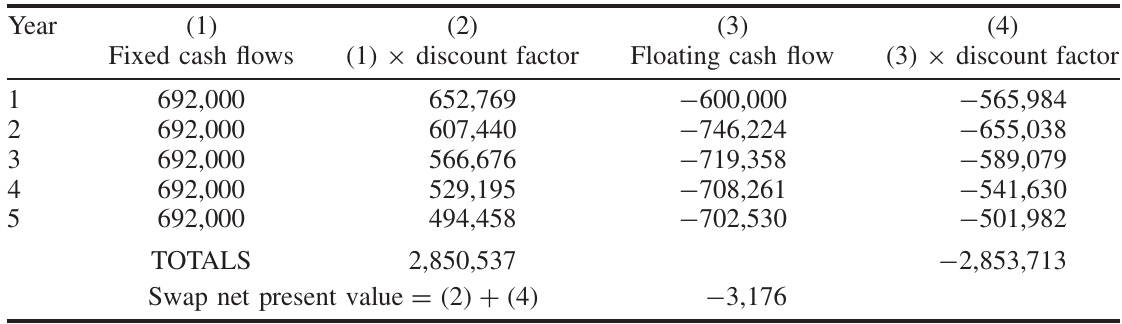 Year (1) (2) (3) (4)
Fixed cash flows (1) × discount factor Floating cash flow (3) × discount factor
1 692,000 652,769 −600,000 −565,984
2 692,000 607,440 −746,224 −655,038
3 692,000 566,676 −719,358 −589,079
4 692,000 529,195 −708,261 −541,630
5 692,000 494,458 −702,530 −501,982
TOTALS 2,850,537 −2,853,713
Swap net present value = (2) + (4) −3,176